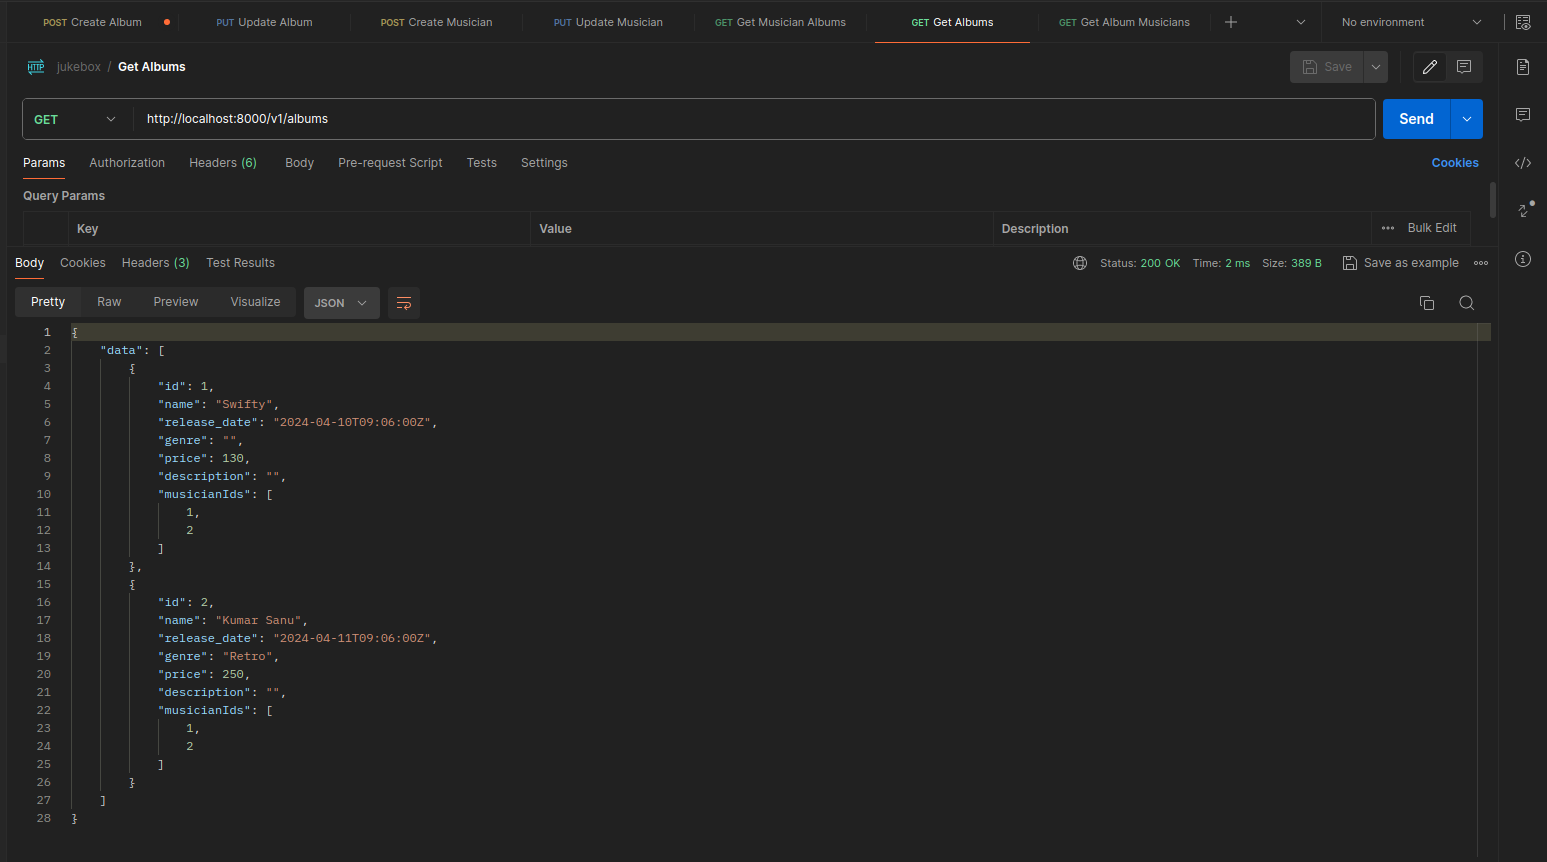 POST Create Album PUT Update Album POST Create Musician PUT Update Musician GET Get Musician Albums GET Get Albums GET Get Album Musicians No environment
HTTP jukebox / Get Albums Save
GET http://localhost:8000/v1/albums Send
Params Authorization Headers (6) Body Pre-request Script Tests Settings Cookies
Query Params
Key Value Description Bulk Edit
Body Cookies Headers (3) Test Results Status: 200 OK Time: 2 ms Size: 389 B Save as example
Pretty Raw Preview Visualize JSON
1 {
2 "data": [
3 {
4 "id": 1,
5 "name": "Swifty",
6 "release_date": "2024-04-10T09:06:00Z",
7 "genre": "",
8 "price": 130,
9 "description": "",
10 "musicianIds": [
11 1,
12 2
13 ]
14 },
15 {
16 "id": 2,
17 "name": "Kumar Sanu",
18 "release_date": "2024-04-11T09:06:00Z",
19 "genre": "Retro",
20 "price": 250,
21 "description": "",
22 "musicianIds": [
23 1,
24 2
25 ]
26 }
27 ]
28 }